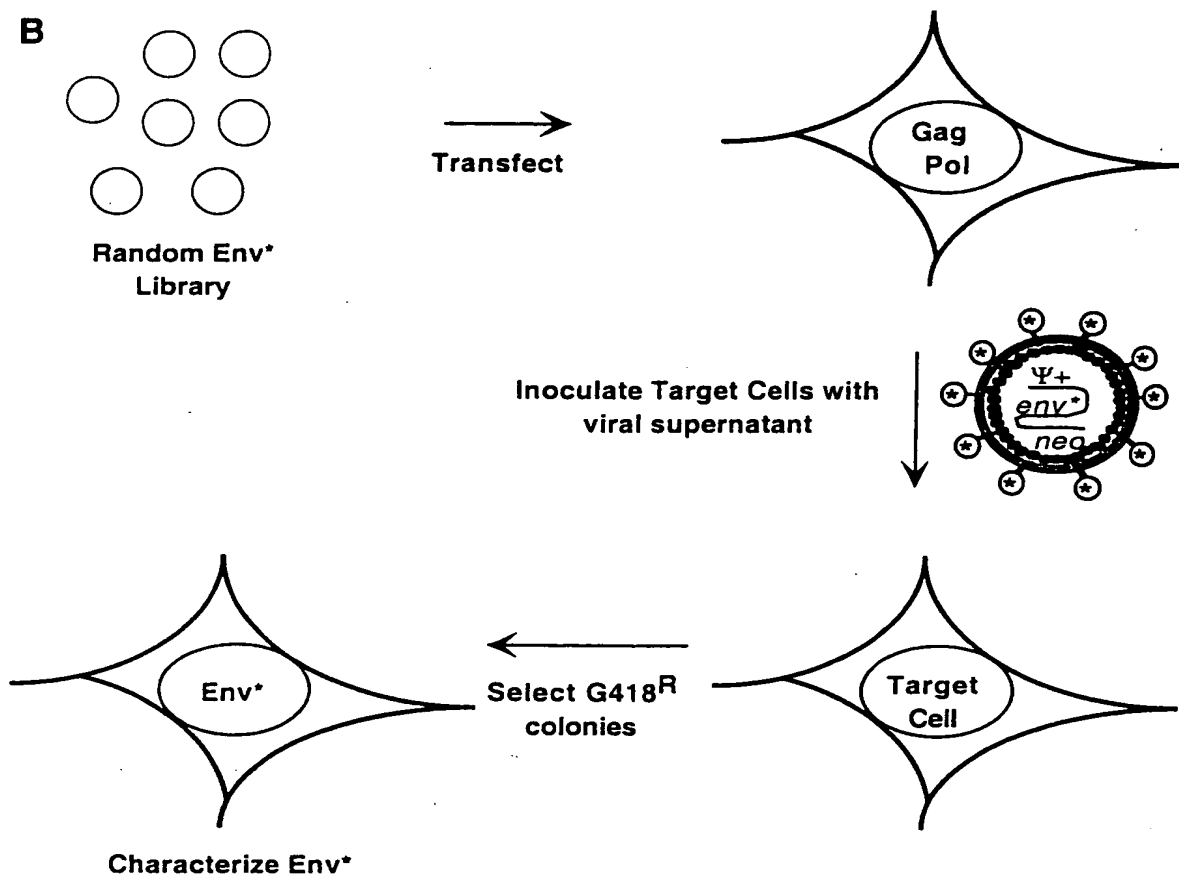 B
Random Env*
Library
Transfect
Gag
Pol
Inoculate Target Cells with
viral supernatant
* * * * * * * * * *
Ψ+
env*
neo
Target
Cell
Select G418ᴿ
colonies
Env*
Characterize Env*